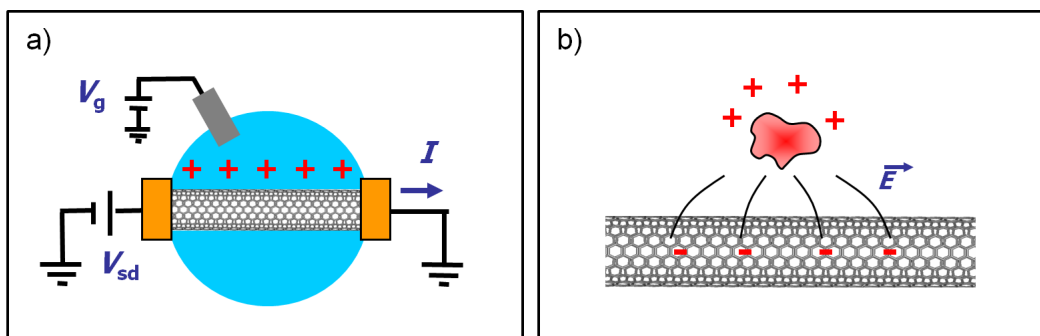 a)
Vg
+ + + + +
I
Vsd
b)
+ + + +
E
- - - -